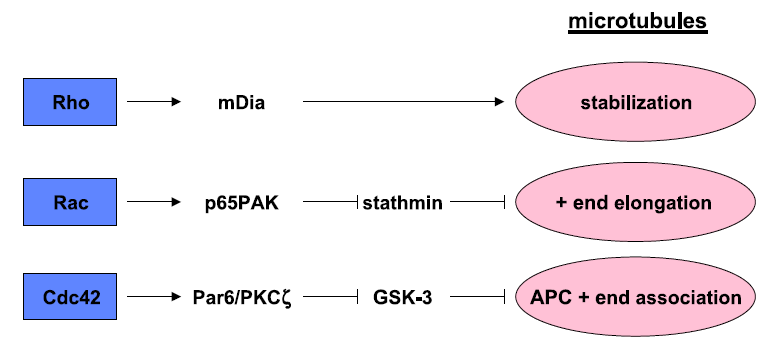 microtubules
Rho mDia stabilization
Rac p65PAK stathmin + end elongation
Cdc42 Par6/PKCζ GSK-3 APC + end association